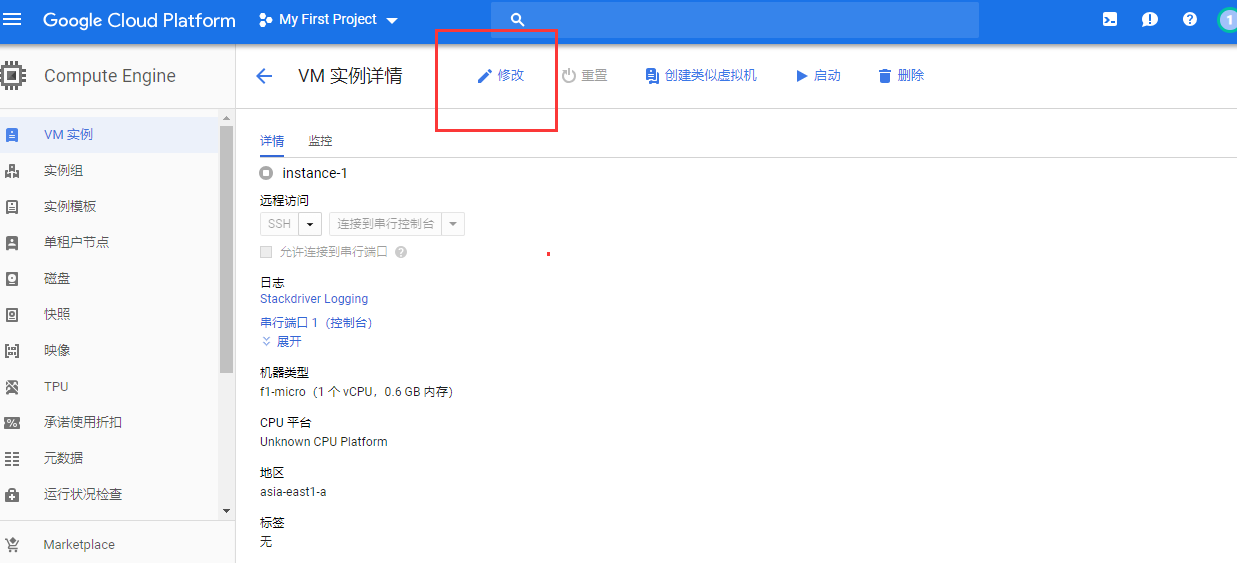 Google Cloud Platform My First Project 1
Compute Engine
VM 实例详情 修改 重置 创建类似虚拟机 启动 删除
VM 实例
实例组
实例模板
单租户节点
磁盘
快照
映像
TPU
承诺使用折扣
元数据
运行状况检查
Marketplace
详情 监控
instance-1
远程访问
SSH 连接到串行控制台
允许连接到串行端口
日志
Stackdriver Logging
串行端口 1（控制台）
展开
机器类型
f1-micro（1 个 vCPU，0.6 GB 内存）
CPU 平台
Unknown CPU Platform
地区
asia-east1-a
标签
无